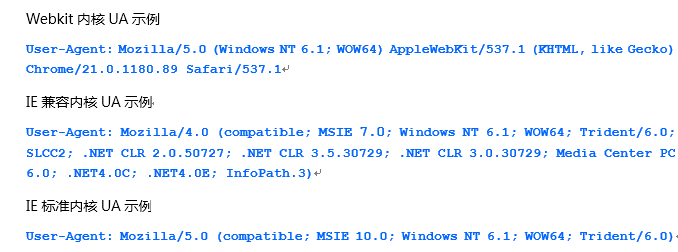 Webkit 内核 UA 示例
User-Agent: Mozilla/5.0 (Windows NT 6.1; WOW64) AppleWebKit/537.1 (KHTML, like Gecko)
Chrome/21.0.1180.89 Safari/537.1
IE 兼容内核 UA 示例
User-Agent: Mozilla/4.0 (compatible; MSIE 7.0; Windows NT 6.1; WOW64; Trident/6.0;
SLCC2; .NET CLR 2.0.50727; .NET CLR 3.5.30729; .NET CLR 3.0.30729; Media Center PC
6.0; .NET4.0C; .NET4.0E; InfoPath.3)
IE 标准内核 UA 示例
User-Agent: Mozilla/5.0 (compatible; MSIE 10.0; Windows NT 6.1; WOW64; Trident/6.0)